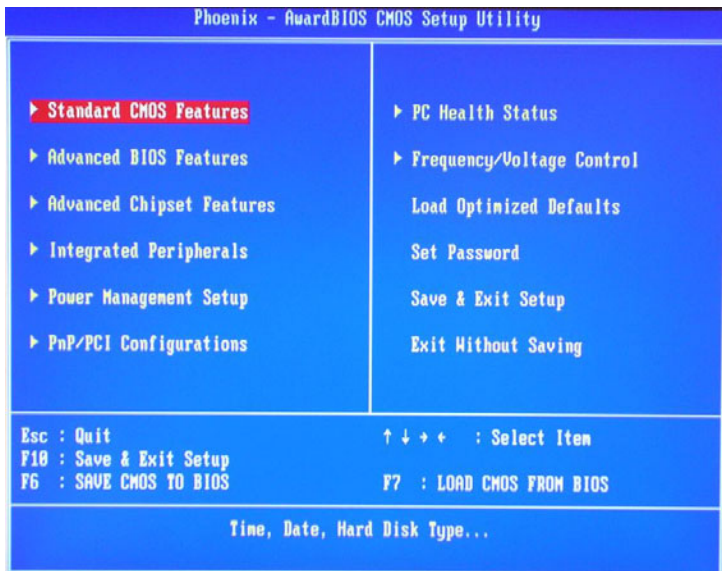 Phoenix - AwardBIOS CMOS Setup Utility
Standard CMOS Features
Advanced BIOS Features
Advanced Chipset Features
Integrated Peripherals
Power Management Setup
PnP/PCI Configurations
PC Health Status
Frequency/Voltage Control
Load Optimized Defaults
Set Password
Save & Exit Setup
Exit Without Saving
Esc : Quit
F10 : Save & Exit Setup
F6 : SAVE CMOS TO BIOS
↑ ↓ → ← : Select Item
F7 : LOAD CMOS FROM BIOS
Time, Date, Hard Disk Type...